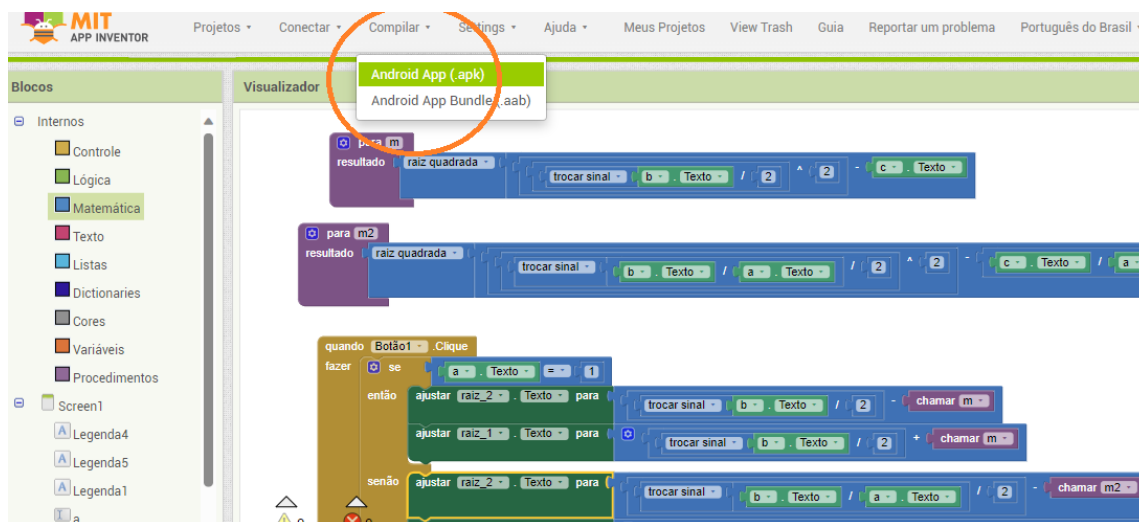 MIT
APP INVENTOR
Projetos Conectar Compilar Settings Ajuda Meus Projetos View Trash Guia Reportar um problema Português do Brasil
Android App (.apk)
Android App Bundle (.aab)
Blocos
Visualizador
Internos
Controle
Lógica
Matemática
Texto
Listas
Dictionaries
Cores
Variáveis
Procedimentos
Screen1
Legenda4
Legenda5
Legenda1
a
para m
resultado raiz quadrada trocar sinal b . Texto / 2 ^ 2 - c . Texto
para m2
resultado raiz quadrada trocar sinal b . Texto / a . Texto / 2 ^ 2 - c . Texto / a
quando Botão1 .Clique
fazer se a . Texto = 1
então ajustar raiz_2 . Texto para trocar sinal b . Texto / 2 - chamar m
ajustar raiz_1 . Texto para trocar sinal b . Texto / 2 + chamar m
senão ajustar raiz_2 . Texto para trocar sinal b . Texto / a . Texto / 2 - chamar m2